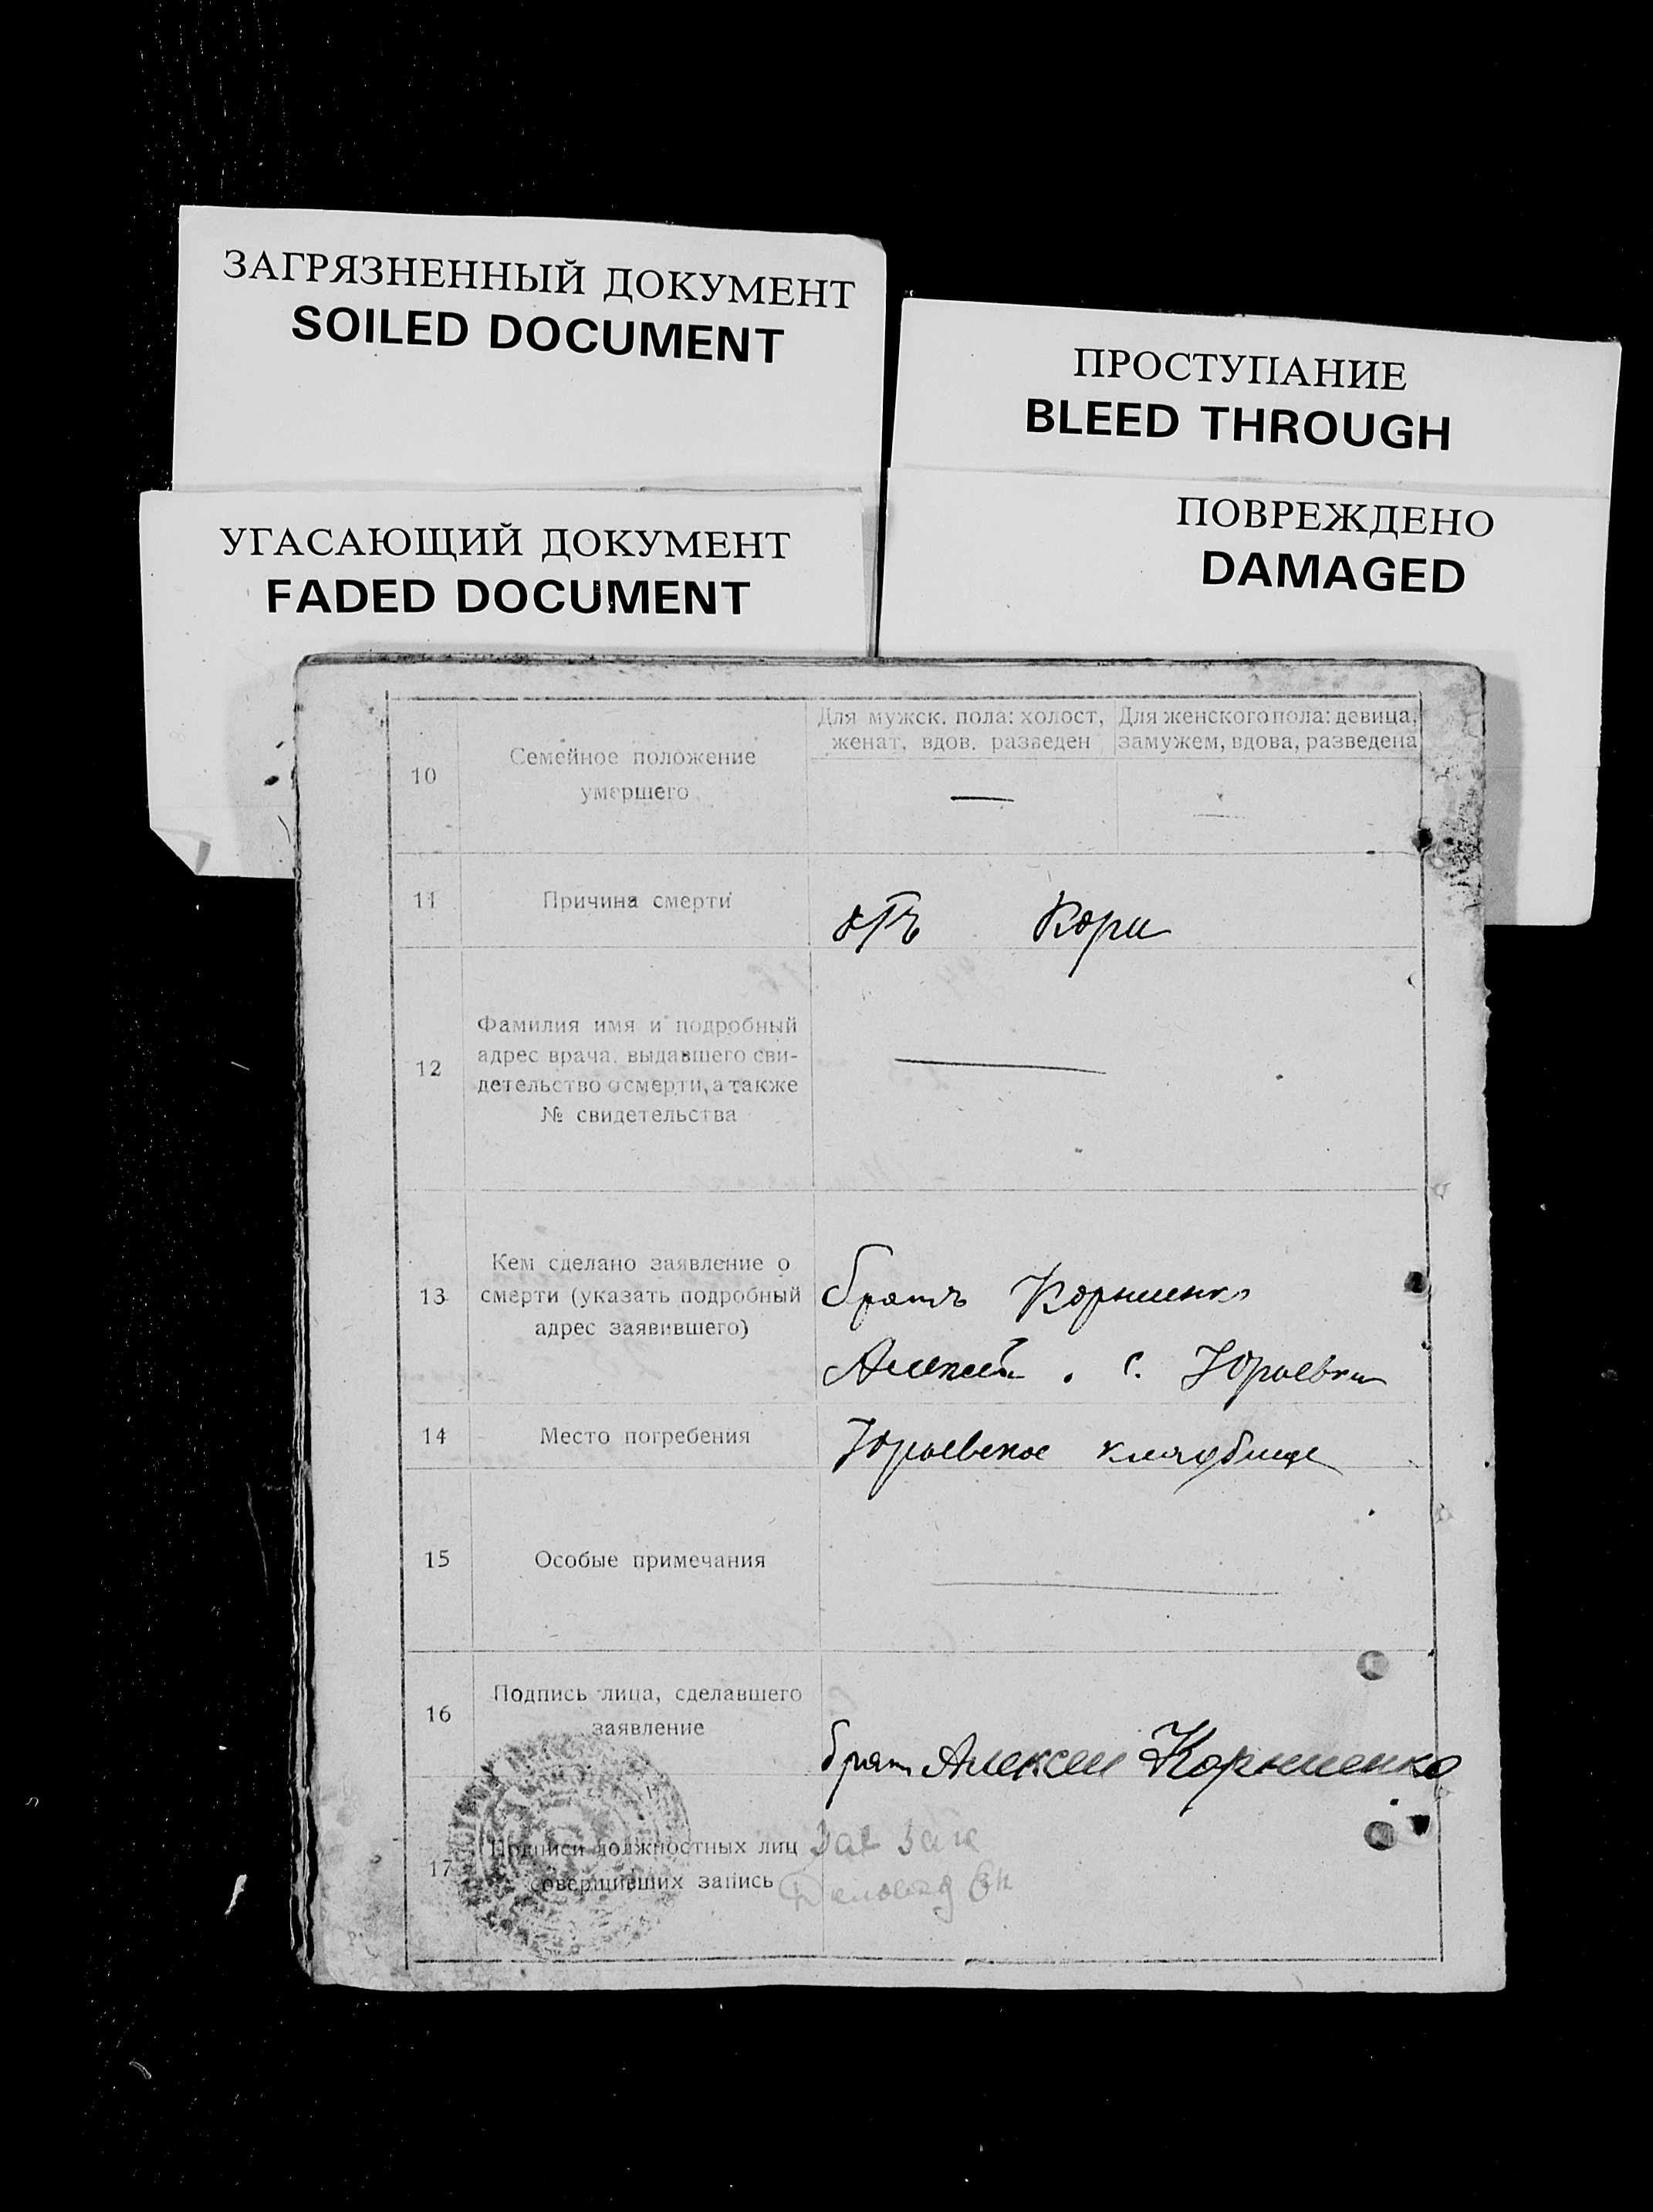 ЗАГРЯЗНЕННЫЙ ДОКУМЕНТ
SOILED DOCUMENT
ПРОСТУПАНИЕ
BLEED THROUGH
ПОВРЕЖДЕНО
DAMAGED
УГАСАЮЩИЙ ДОКУМЕНТ
FADED DOCUMENT
10
Семейное положение
умершего
Для мужск. пола: холост,
женат, вдов. разведен
Для женского пола: девица,
замужем, вдова, разведена
—
—
11
Причина смерти
отъ Кори
12
Фамилия имя и подробный
адрес врача, выдавшего сви-
детельство о смерти, а также
№ свидетельства
—
13
Кем сделано заявление о
смерти (указать подробный
адрес заявившего)
братъ Корниенко
Алексей . с. Юрьевки
14
Место погребения
Юрьевское кладбище
15
Особые примечания
—
16
Подпись лица, сделавшего
заявление
брат Алексеи Корниенко
17
Подписи должностных лиц
совершивших запись
Зав Зага